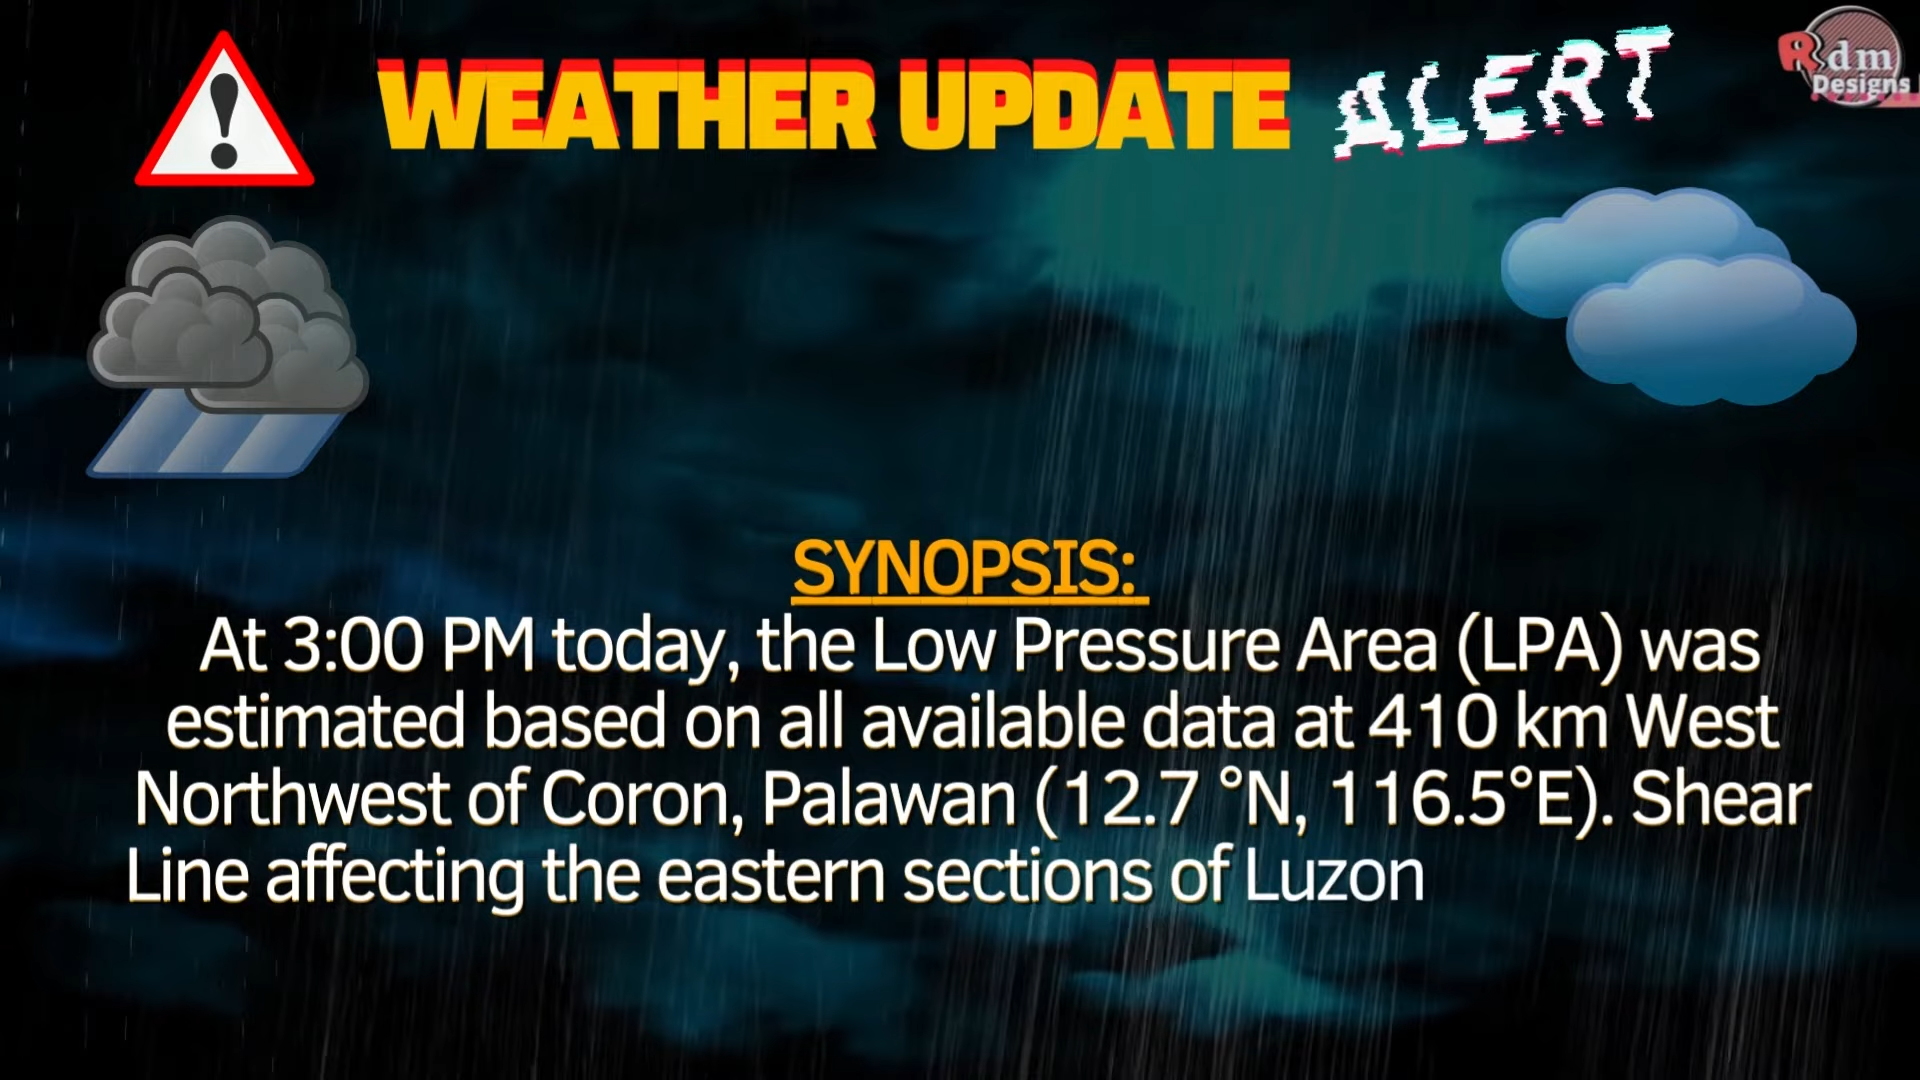 WEATHER UPDATE ALERT
Rdm
Designs
SYNOPSIS:
At 3:00 PM today, the Low Pressure Area (LPA) was
estimated based on all available data at 410 km West
Northwest of Coron, Palawan (12.7 °N, 116.5°E). Shear
Line affecting the eastern sections of Luzon